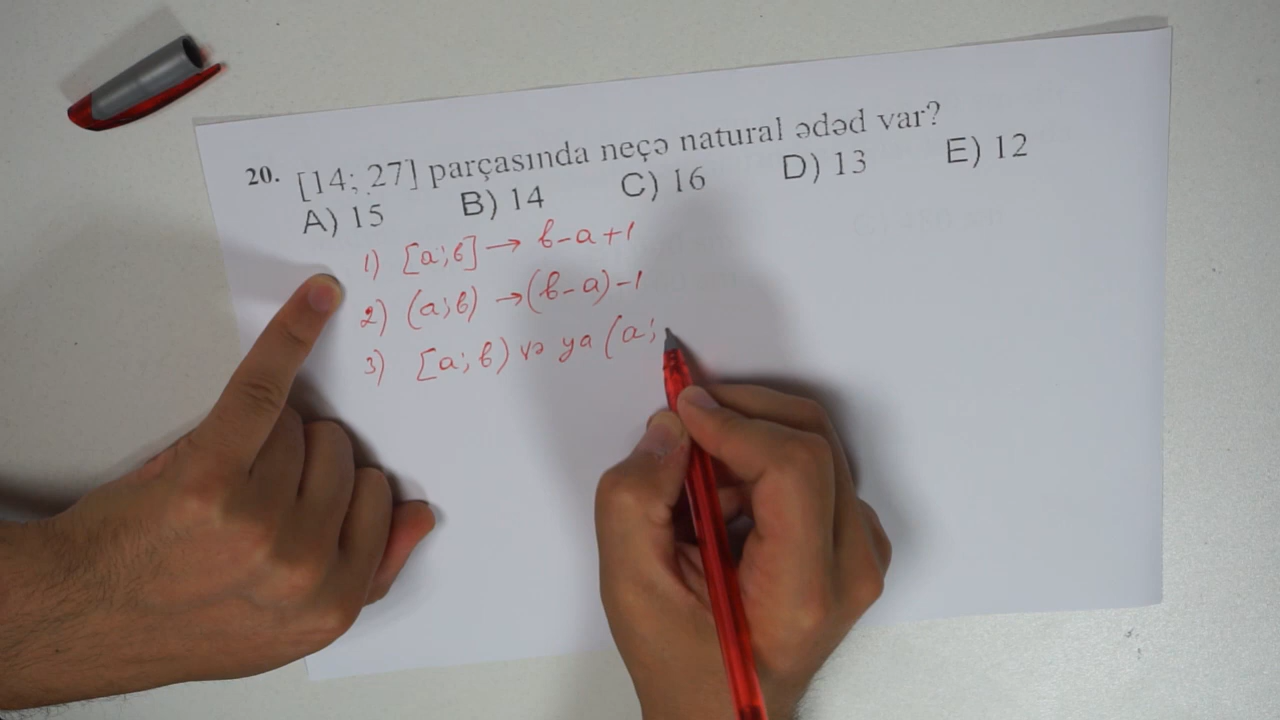 20. [14; 27] parçasında neçə natural ədəd var?
A) 15 B) 14 C) 16 D) 13 E) 12
1) [a;b] → b-a+1
2) (a;b) →(b-a)-1
3) [a;b) və ya (a;